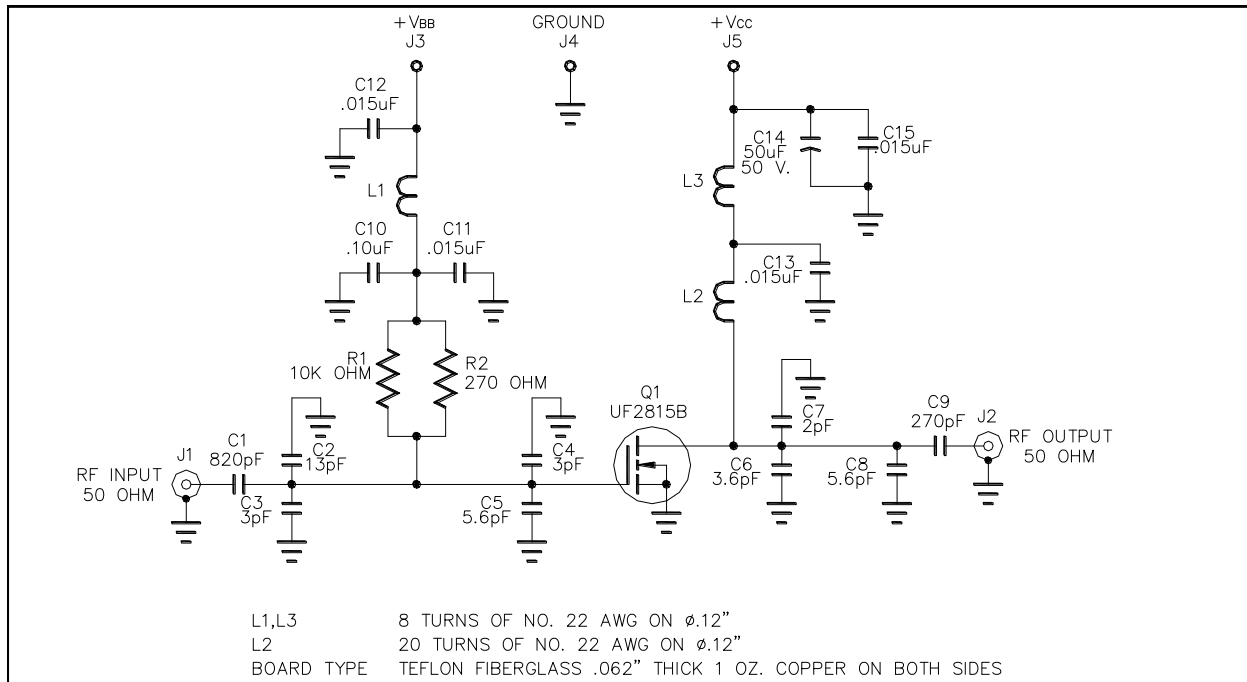 +VBB
J3
GROUND
J4
+VCC
J5
C12
.015uF
L1
C10
.10uF
C11
.015uF
R1
10K OHM
R2
270 OHM
C14
50uF
50 V.
C15
.015uF
L3
C13
.015uF
L2
Q1
UF2815B
RF INPUT
50 OHM
J1
C1
820pF
C2
13pF
C3
3pF
C4
3pF
C5
5.6pF
C7
2pF
C6
3.6pF
C8
5.6pF
C9
270pF
J2
RF OUTPUT
50 OHM
L1,L3 8 TURNS OF NO. 22 AWG ON ø.12"
L2 20 TURNS OF NO. 22 AWG ON ø.12"
BOARD TYPE TEFLON FIBERGLASS .062" THICK 1 OZ. COPPER ON BOTH SIDES